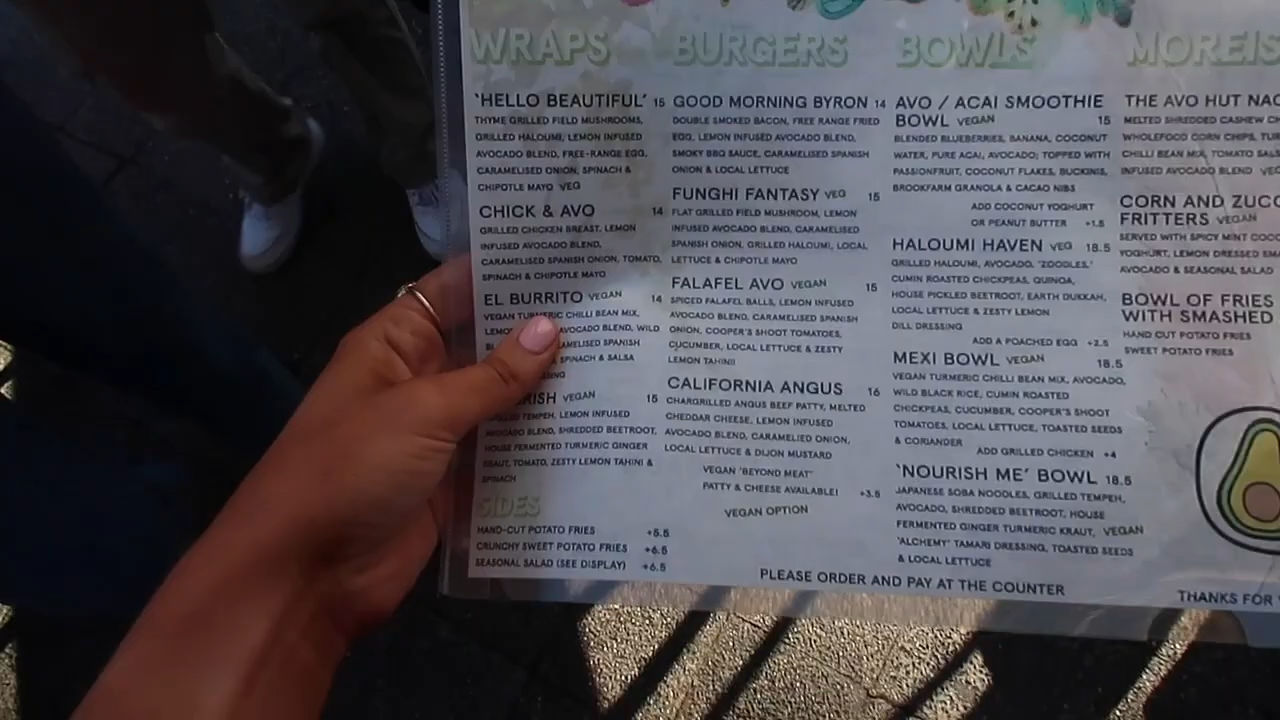 WRAPS
'HELLO BEAUTIFUL' 15
THYME GRILLED FIELD MUSHROOMS,
GRILLED HALOUMI, LEMON INFUSED
AVOCADO BLEND, FREE-RANGE EGG,
CARAMELISED ONION, SPINACH &
CHIPOTLE MAYO VEG
CHICK & AVO 14
GRILLED CHICKEN BREAST, LEMON
INFUSED AVOCADO BLEND,
CARAMELISED SPANISH ONION, TOMATO,
SPINACH & CHIPOTLE MAYO
EL BURRITO VEGAN 14
VEGAN TURMERIC CHILLI BEAN MIX,
AVOCADO BLEND, WILD
SPANISH
SPINACH & SALSA
VEGAN 15
TEMPEH, LEMON INFUSED
AVOCADO BLEND, SHREDDED BEETROOT,
HOUSE FERMENTED TURMERIC GINGER
KRAUT, TOMATO, ZESTY LEMON TAHINI &
SPINACH
SIDES
HAND-CUT POTATO FRIES +5.5
CRUNCHY SWEET POTATO FRIES +6.5
SEASONAL SALAD (SEE DISPLAY) +6.5
BURGERS
GOOD MORNING BYRON 14
DOUBLE SMOKED BACON, FREE RANGE FRIED
EGG, LEMON INFUSED AVOCADO BLEND,
SMOKY BBQ SAUCE, CARAMELISED SPANISH
ONION & LOCAL LETTUCE
FUNGHI FANTASY VEG 15
FLAT GRILLED FIELD MUSHROOM, LEMON
INFUSED AVOCADO BLEND, CARAMELISED
SPANISH ONION, GRILLED HALOUMI, LOCAL
LETTUCE & CHIPOTLE MAYO
FALAFEL AVO VEGAN 15
SPICED FALAFEL BALLS, LEMON INFUSED
AVOCADO BLEND, CARAMELISED SPANISH
ONION, COOPER'S SHOOT TOMATOES,
CUCUMBER, LOCAL LETTUCE & ZESTY
LEMON TAHINI!
CALIFORNIA ANGUS 16
CHARGRILLED ANGUS BEEF PATTY, MELTED
CHEDDAR CHEESE, LEMON INFUSED
AVOCADO BLEND, CARAMELIED ONION,
LOCAL LETTUCE & DIJON MUSTARD
VEGAN 'BEYOND MEAT'
PATTY & CHEESE AVAILABLE! +3.5
VEGAN OPTION
BOWLS
AVO / ACAI SMOOTHIE
BOWL VEGAN 15
BLENDED BLUEBERRIES, BANANA, COCONUT
WATER, PURE ACAI, AVOCADO; TOPPED WITH
PASSIONFRUIT, COCONUT FLAKES, BUCKINIS,
BROOKFARM GRANOLA & CACAO NIBS
ADD COCONUT YOGHURT
OR PEANUT BUTTER +1.5
HALOUMI HAVEN VEG 18.5
GRILLED HALOUMI, AVOCADO, 'ZOODLES,'
CUMIN ROASTED CHICKPEAS, QUINOA,
HOUSE PICKLED BEETROOT, EARTH DUKKAH,
LOCAL LETTUCE & ZESTY LEMON
DILL DRESSING
ADD A POACHED EGG +2.5
MEXI BOWL VEGAN 18.5
VEGAN TURMERIC CHILLI BEAN MIX, AVOCADO,
WILD BLACK RICE, CUMIN ROASTED
CHICKPEAS, CUCUMBER, COOPER'S SHOOT
TOMATOES, LOCAL LETTUCE, TOASTED SEEDS
& CORIANDER
ADD GRILLED CHICKEN +4
'NOURISH ME' BOWL 18.5
JAPANESE SOBA NOODLES, GRILLED TEMPEH,
AVOCADO, SHREDDED BEETROOT, HOUSE
FERMENTED GINGER TURMERIC KRAUT, VEGAN
'ALCHEMY' TAMARI DRESSING, TOASTED SEEDS
& LOCAL LETTUCE
THE AVO HUT
MELTED SHREDDED CASHEW
WHOLEFOOD CORN CHIPS,
CHILLI BEAN MIX, TOMATO
INFUSED AVOCADO BLEND
CORN AND
FRITTERS VEGAN
SERVED WITH SPICY MINT
YOGHURT, LEMON DRESSED
AVOCADO & SEASONAL SALAD
BOWL OF FRIES
WITH SMASHED
HAND CUT POTATO FRIES
SWEET POTATO FRIES
PLEASE ORDER AND PAY AT THE COUNTER
THANKS FOR